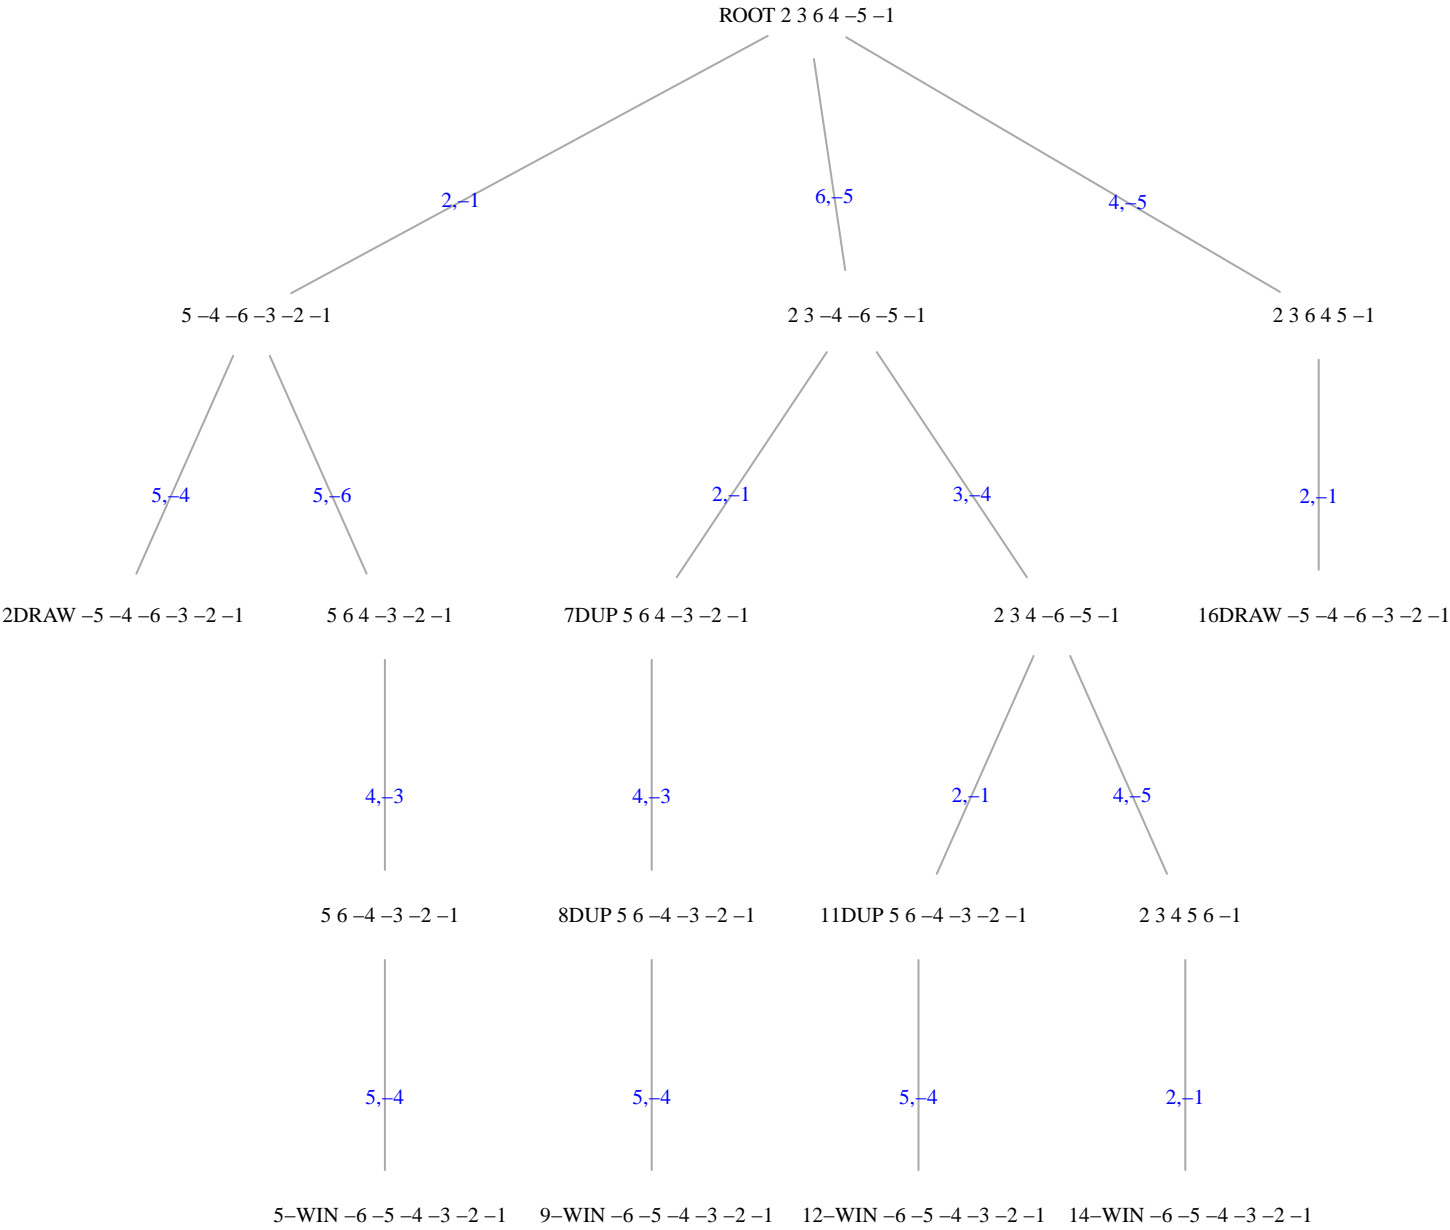 ROOT 2 3 6 4 –5 –1
2,–1
6,–5
4,–5
5 –4 –6 –3 –2 –1
2 3 –4 –6 –5 –1
2 3 6 4 5 –1
5,–4
5,–6
2,–1
3,–4
2,–1
2DRAW –5 –4 –6 –3 –2 –1
5 6 4 –3 –2 –1
7DUP 5 6 4 –3 –2 –1
2 3 4 –6 –5 –1
16DRAW –5 –4 –6 –3 –2 –1
4,–3
4,–3
2,–1
4,–5
5 6 –4 –3 –2 –1
8DUP 5 6 –4 –3 –2 –1
11DUP 5 6 –4 –3 –2 –1
2 3 4 5 6 –1
5,–4
5,–4
5,–4
2,–1
5–WIN –6 –5 –4 –3 –2 –1
9–WIN –6 –5 –4 –3 –2 –1
12–WIN –6 –5 –4 –3 –2 –1
14–WIN –6 –5 –4 –3 –2 –1